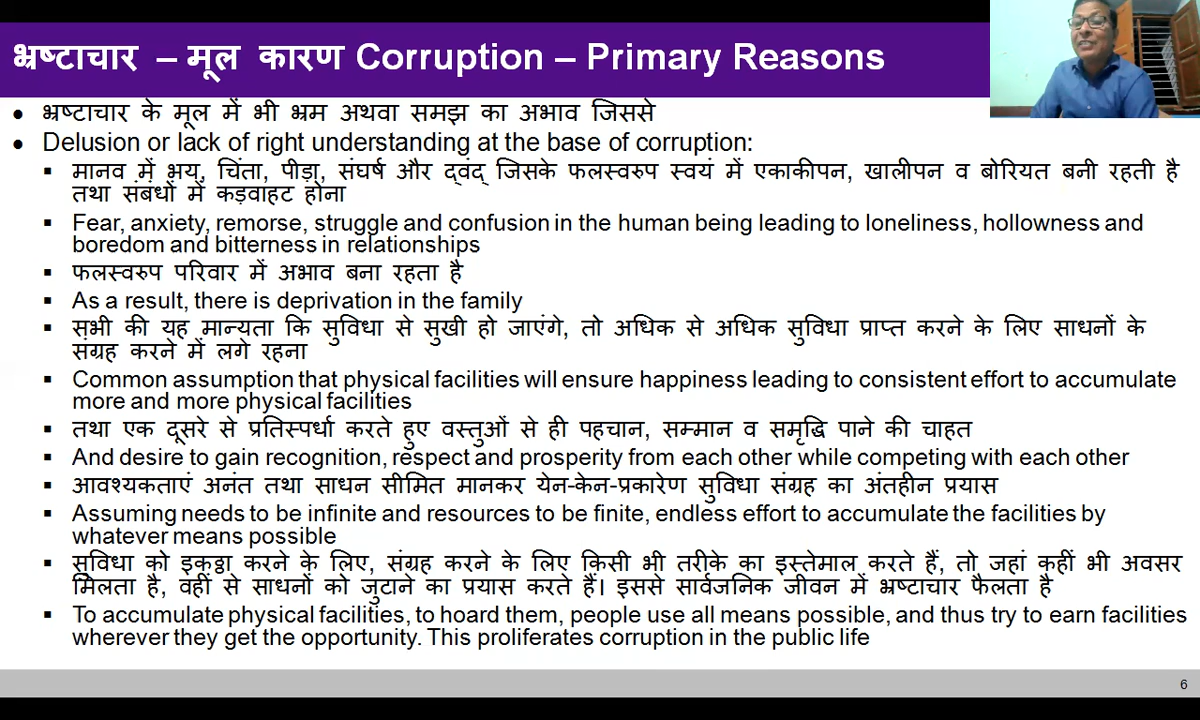 भ्रष्टाचार – मूल कारण Corruption – Primary Reasons
• भ्रष्टाचार के मूल में भी भ्रम अथवा समझ का अभाव जिससे
• Delusion or lack of right understanding at the base of corruption:
▪ मानव में भय, चिंता, पीड़ा, संघर्ष और द्वंद् जिसके फलस्वरुप स्वयं में एकाकीपन, खालीपन व बोरियत बनी रहती है
तथा संबंधों में कड़वाहट होना
▪ Fear, anxiety, remorse, struggle and confusion in the human being leading to loneliness, hollowness and
boredom and bitterness in relationships
▪ फलस्वरुप परिवार में अभाव बना रहता है
▪ As a result, there is deprivation in the family
▪ सभी की यह मान्यता कि सुविधा से सुखी हो जाएंगे, तो अधिक से अधिक सुविधा प्राप्त करने के लिए साधनों के
संग्रह करने में लगे रहना
▪ Common assumption that physical facilities will ensure happiness leading to consistent effort to accumulate
more and more physical facilities
▪ तथा एक दूसरे से प्रतिस्पर्धा करते हुए वस्तुओं से ही पहचान, सम्मान व समृद्धि पाने की चाहत
▪ And desire to gain recognition, respect and prosperity from each other while competing with each other
▪ आवश्यकताएं अनंत तथा साधन सीमित मानकर येन-केन-प्रकारेण सुविधा संग्रह का अंतहीन प्रयास
▪ Assuming needs to be infinite and resources to be finite, endless effort to accumulate the facilities by
whatever means possible
▪ सुविधा को इकठ्ठा करने के लिए, संग्रह करने के लिए किसी भी तरीके का इस्तेमाल करते हैं, तो जहां कहीं भी अवसर
मिलता है, वहीं से साधनों को जुटाने का प्रयास करते हैं। इससे सार्वजनिक जीवन में भ्रष्टाचार फैलता है
▪ To accumulate physical facilities, to hoard them, people use all means possible, and thus try to earn facilities
wherever they get the opportunity. This proliferates corruption in the public life
6